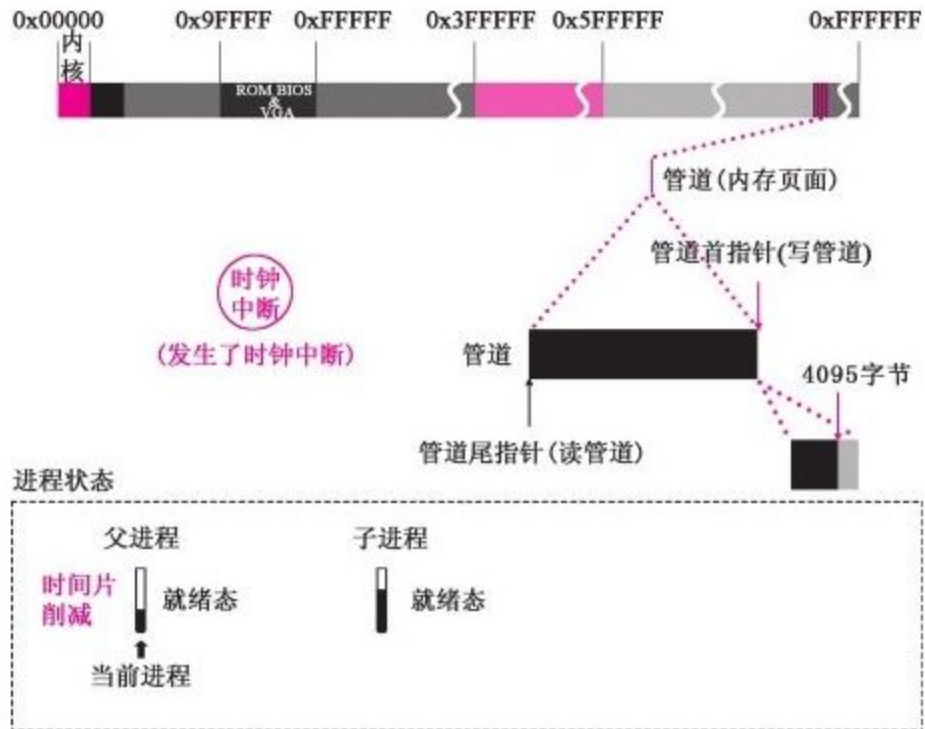 0x00000 0x9FFFF 0xFFFFF 0x3FFFFF 0x5FFFFF 0xFFFFFF
内核
ROM BIOS
&
VGA
管道(内存页面)
管道首指针(写管道)
时钟
中断
(发生了时钟中断)
管道
4095字节
管道尾指针(读管道)
进程状态
父进程 子进程
时间片
削减
就绪态 就绪态
当前进程